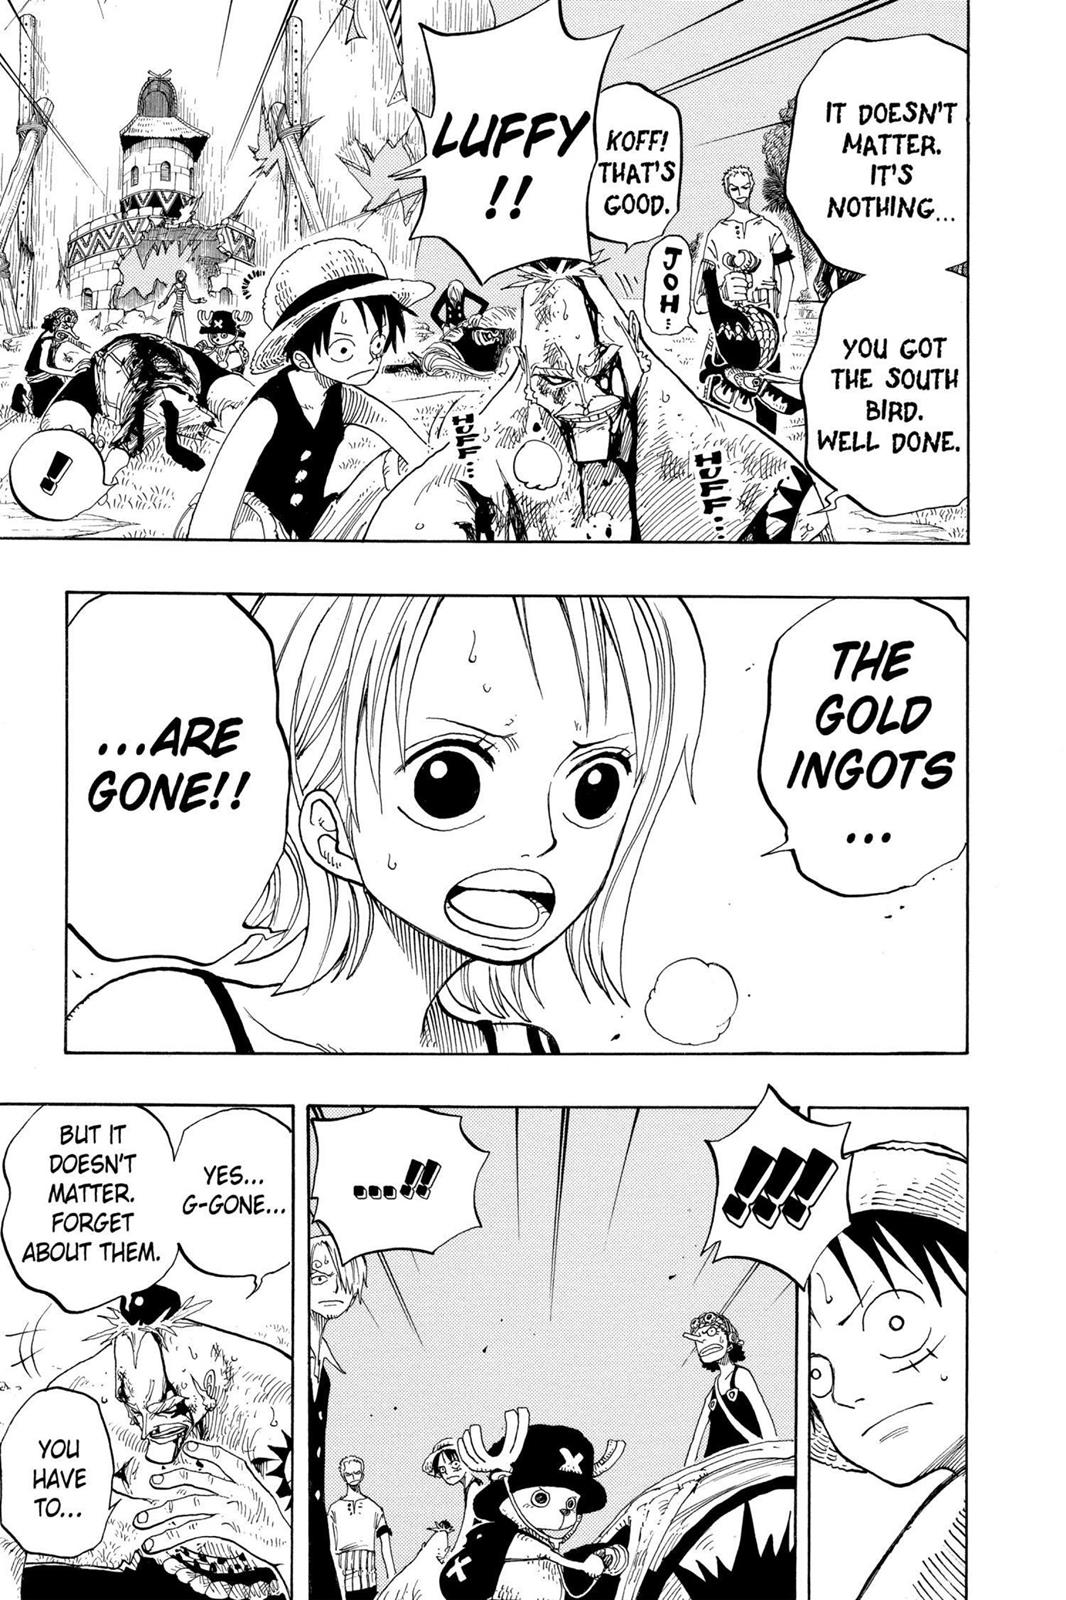 IT DOESN'T
MATTER.
IT'S
NOTHING...
YOU GOT
THE SOUTH
BIRD.
WELL DONE.
JOH...
KOFF!
THAT'S
GOOD.
LUFFY
!!
HUFF...
HUFF...
!
THE
GOLD
INGOTS
...
...ARE
GONE!!
!!!!
...!!
YES...
G-GONE...
BUT IT
DOESN'T
MATTER.
FORGET
ABOUT THEM.
YOU
HAVE
TO...